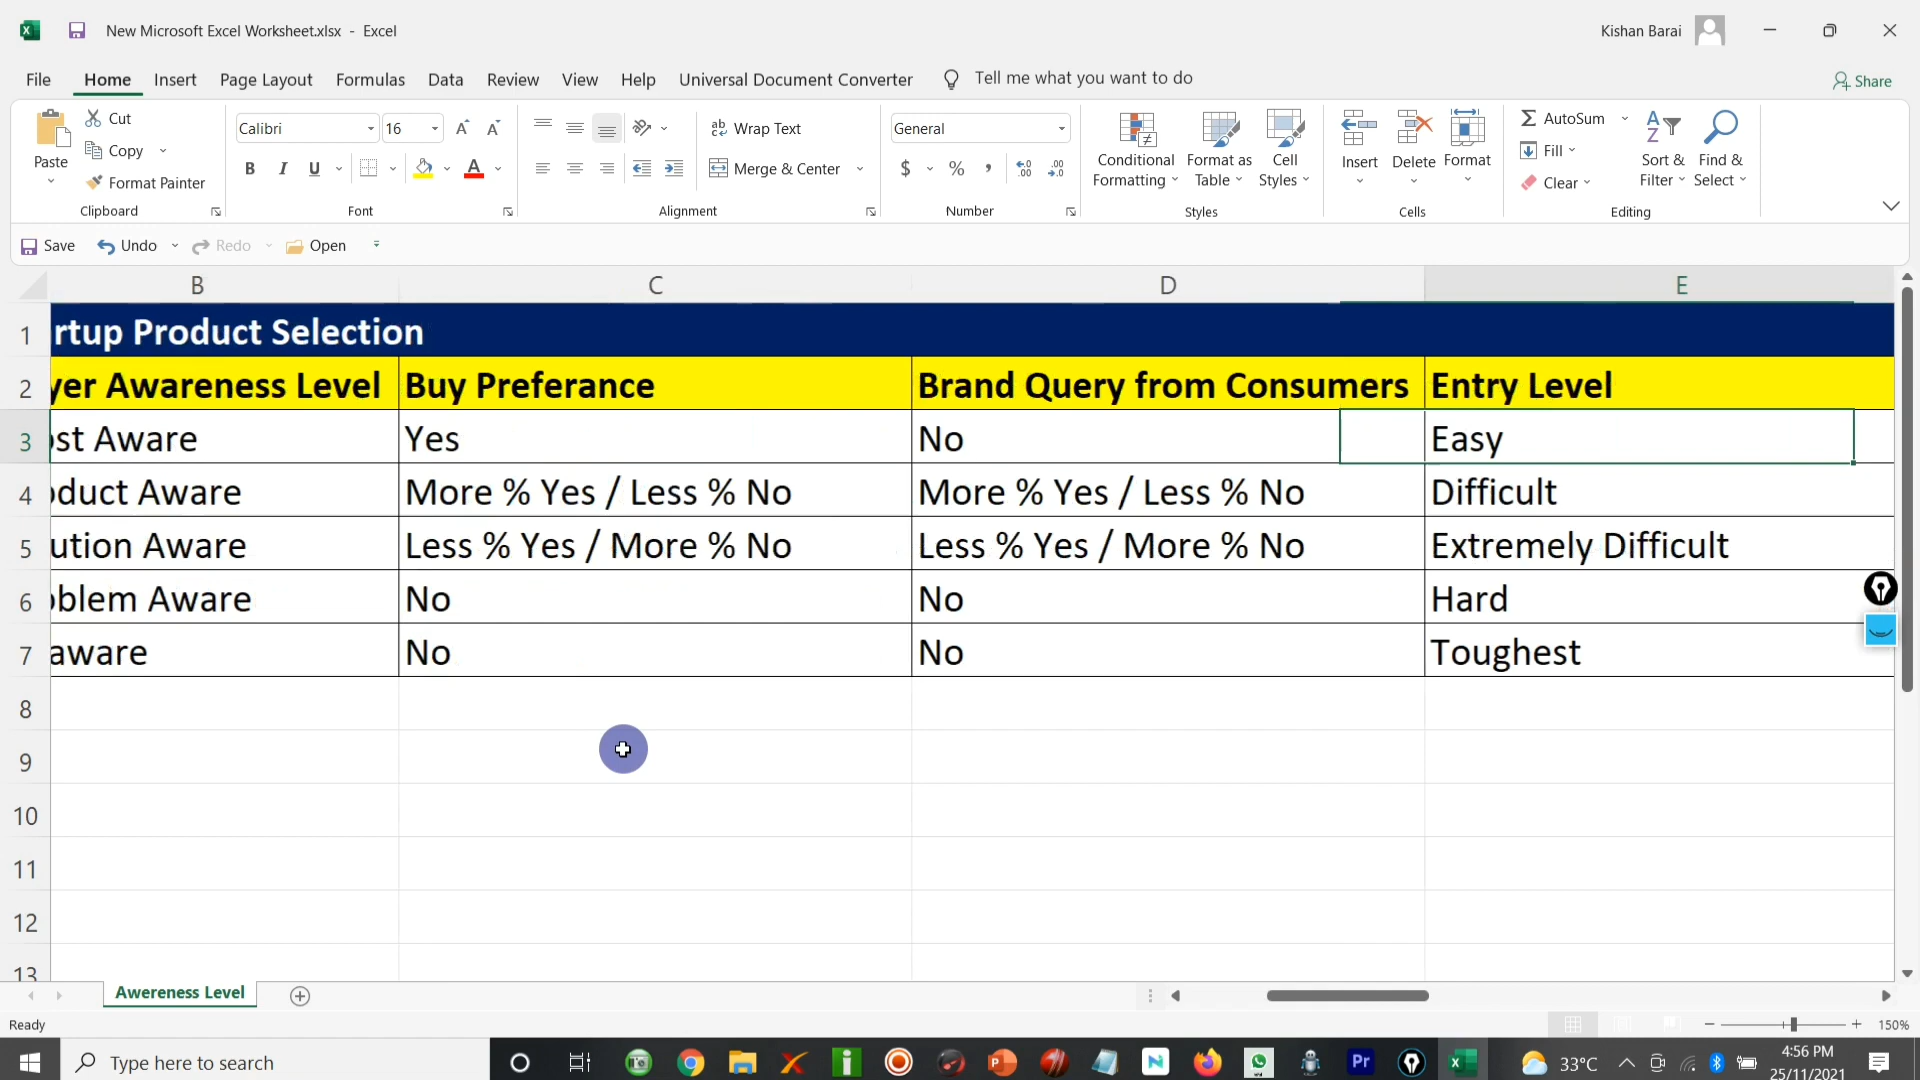 New Microsoft Excel Worksheet.xlsx - Excel
Kishan Barai
File Home Insert Page Layout Formulas Data Review View Help Universal Document Converter Tell me what you want to do Share
Paste
Cut
Copy
Format Painter
Clipboard
Calibri 16
B I U
Font
Wrap Text
Merge & Center
Alignment
General
$ % ,
Number
Conditional Formatting
Format as Table
Cell Styles
Styles
Insert Delete Format
Cells
AutoSum
Fill
Clear
Sort & Filter
Find & Select
Editing
Save Undo Redo Open
B C D E
1 rtup Product Selection
2 yer Awareness Level Buy Preferance Brand Query from Consumers Entry Level
3 ost Aware Yes No Easy
4 oduct Aware More % Yes / Less % No More % Yes / Less % No Difficult
5 ution Aware Less % Yes / More % No Less % Yes / More % No Extremely Difficult
6 oblem Aware No No Hard
7 aware No No Toughest
8
9
10
11
12
13
Awereness Level
Ready
150%
Type here to search
33°C
4:56 PM
25/11/2021